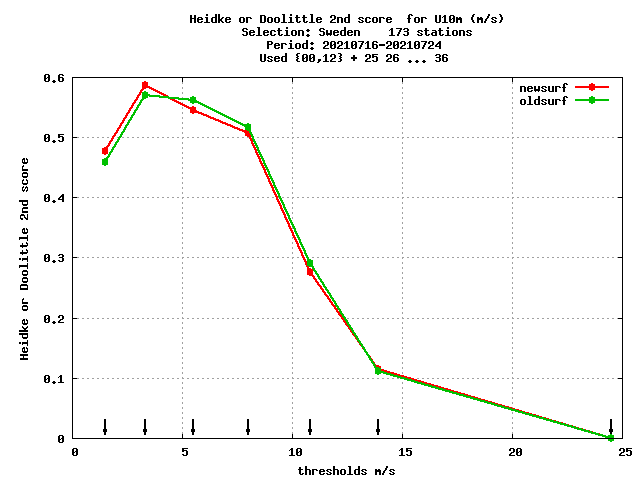 Heidke or Doolittle 2nd score  for U10m (m/s)
Selection: Sweden    173 stations
Period: 20210716-20210724
Used {00,12} + 25 26 ... 36
newsurf
oldsurf
Heidke or Doolittle 2nd score
0.6
0.5
0.4
0.3
0.2
0.1
0
0 5 10 15 20 25
thresholds m/s